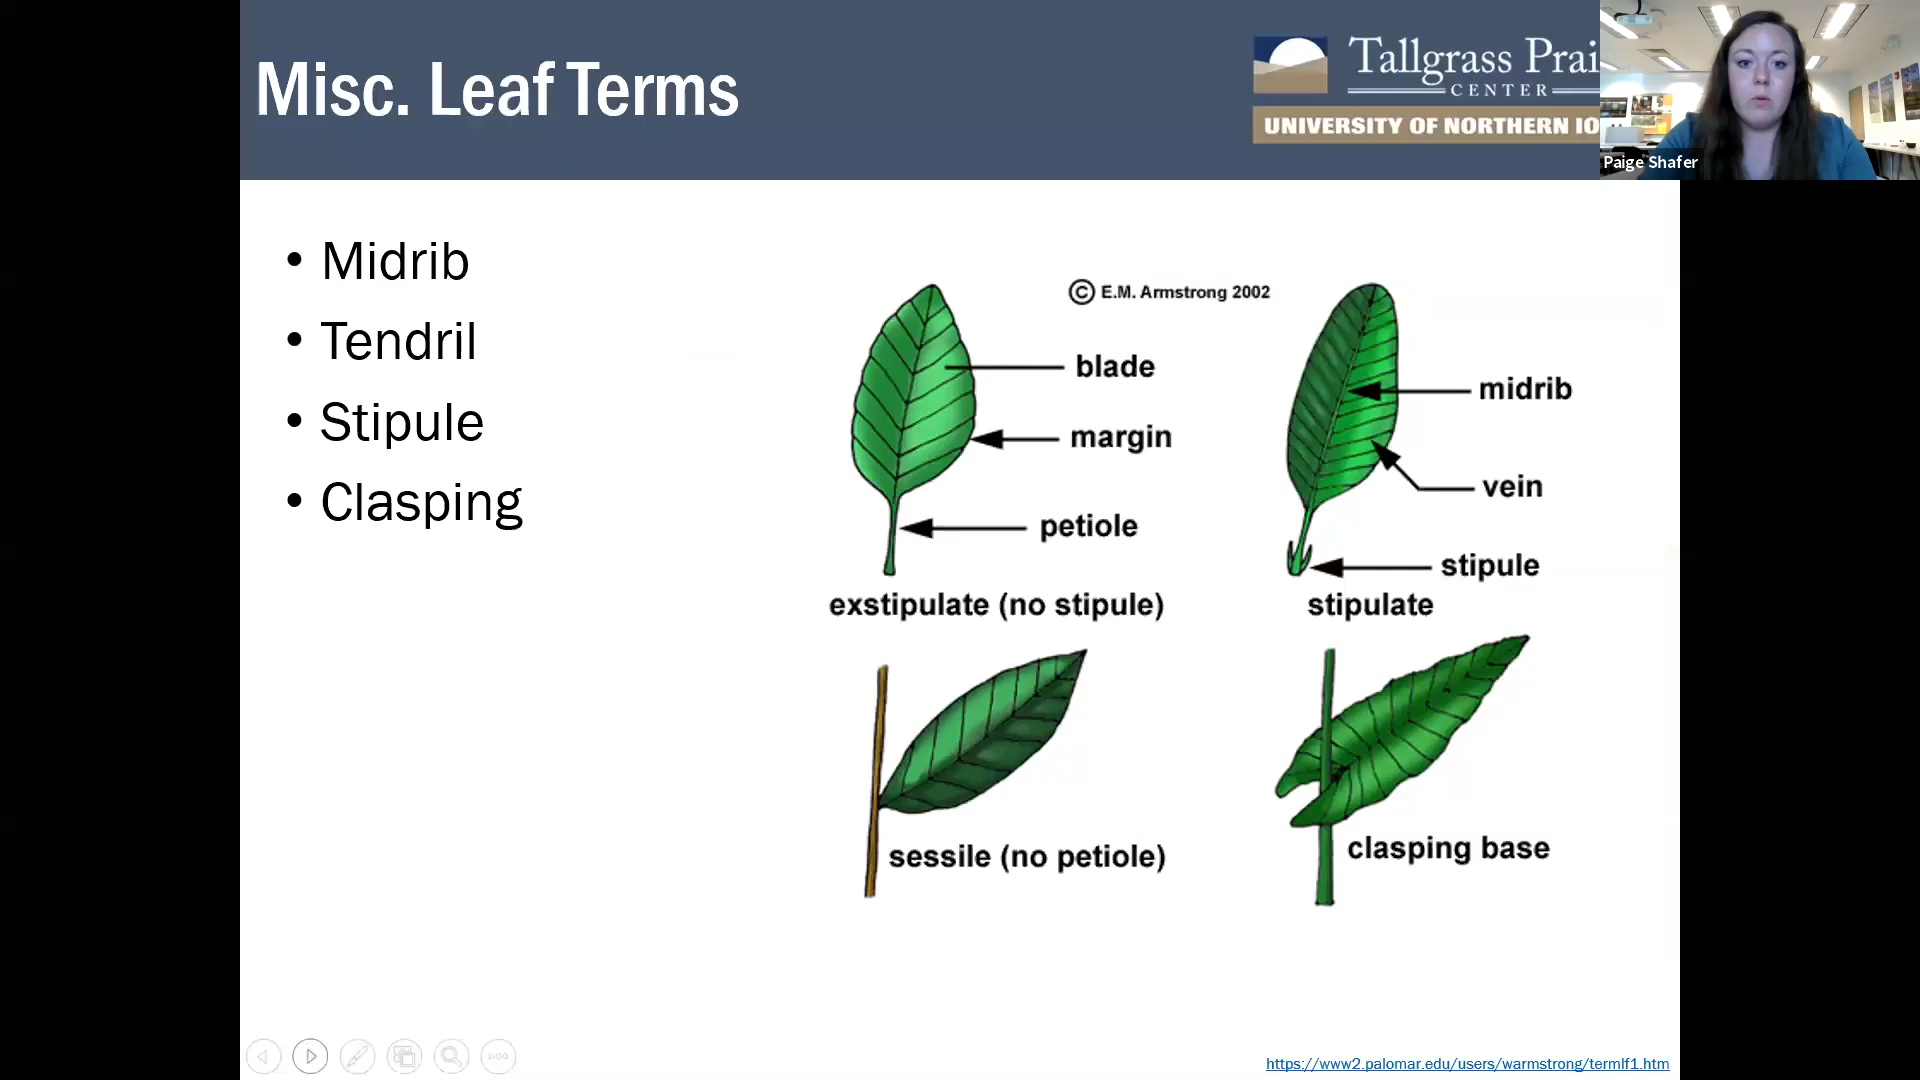 Misc. Leaf Terms
Tallgrass Prai
CENTER
UNIVERSITY OF NORTHERN IO
Paige Shafer
• Midrib
• Tendril
• Stipule
• Clasping
© E.M. Armstrong 2002
blade
margin
petiole
exstipulate (no stipule)
midrib
vein
stipule
stipulate
sessile (no petiole)
clasping base
https://www2.palomar.edu/users/warmstrong/termlf1.htm